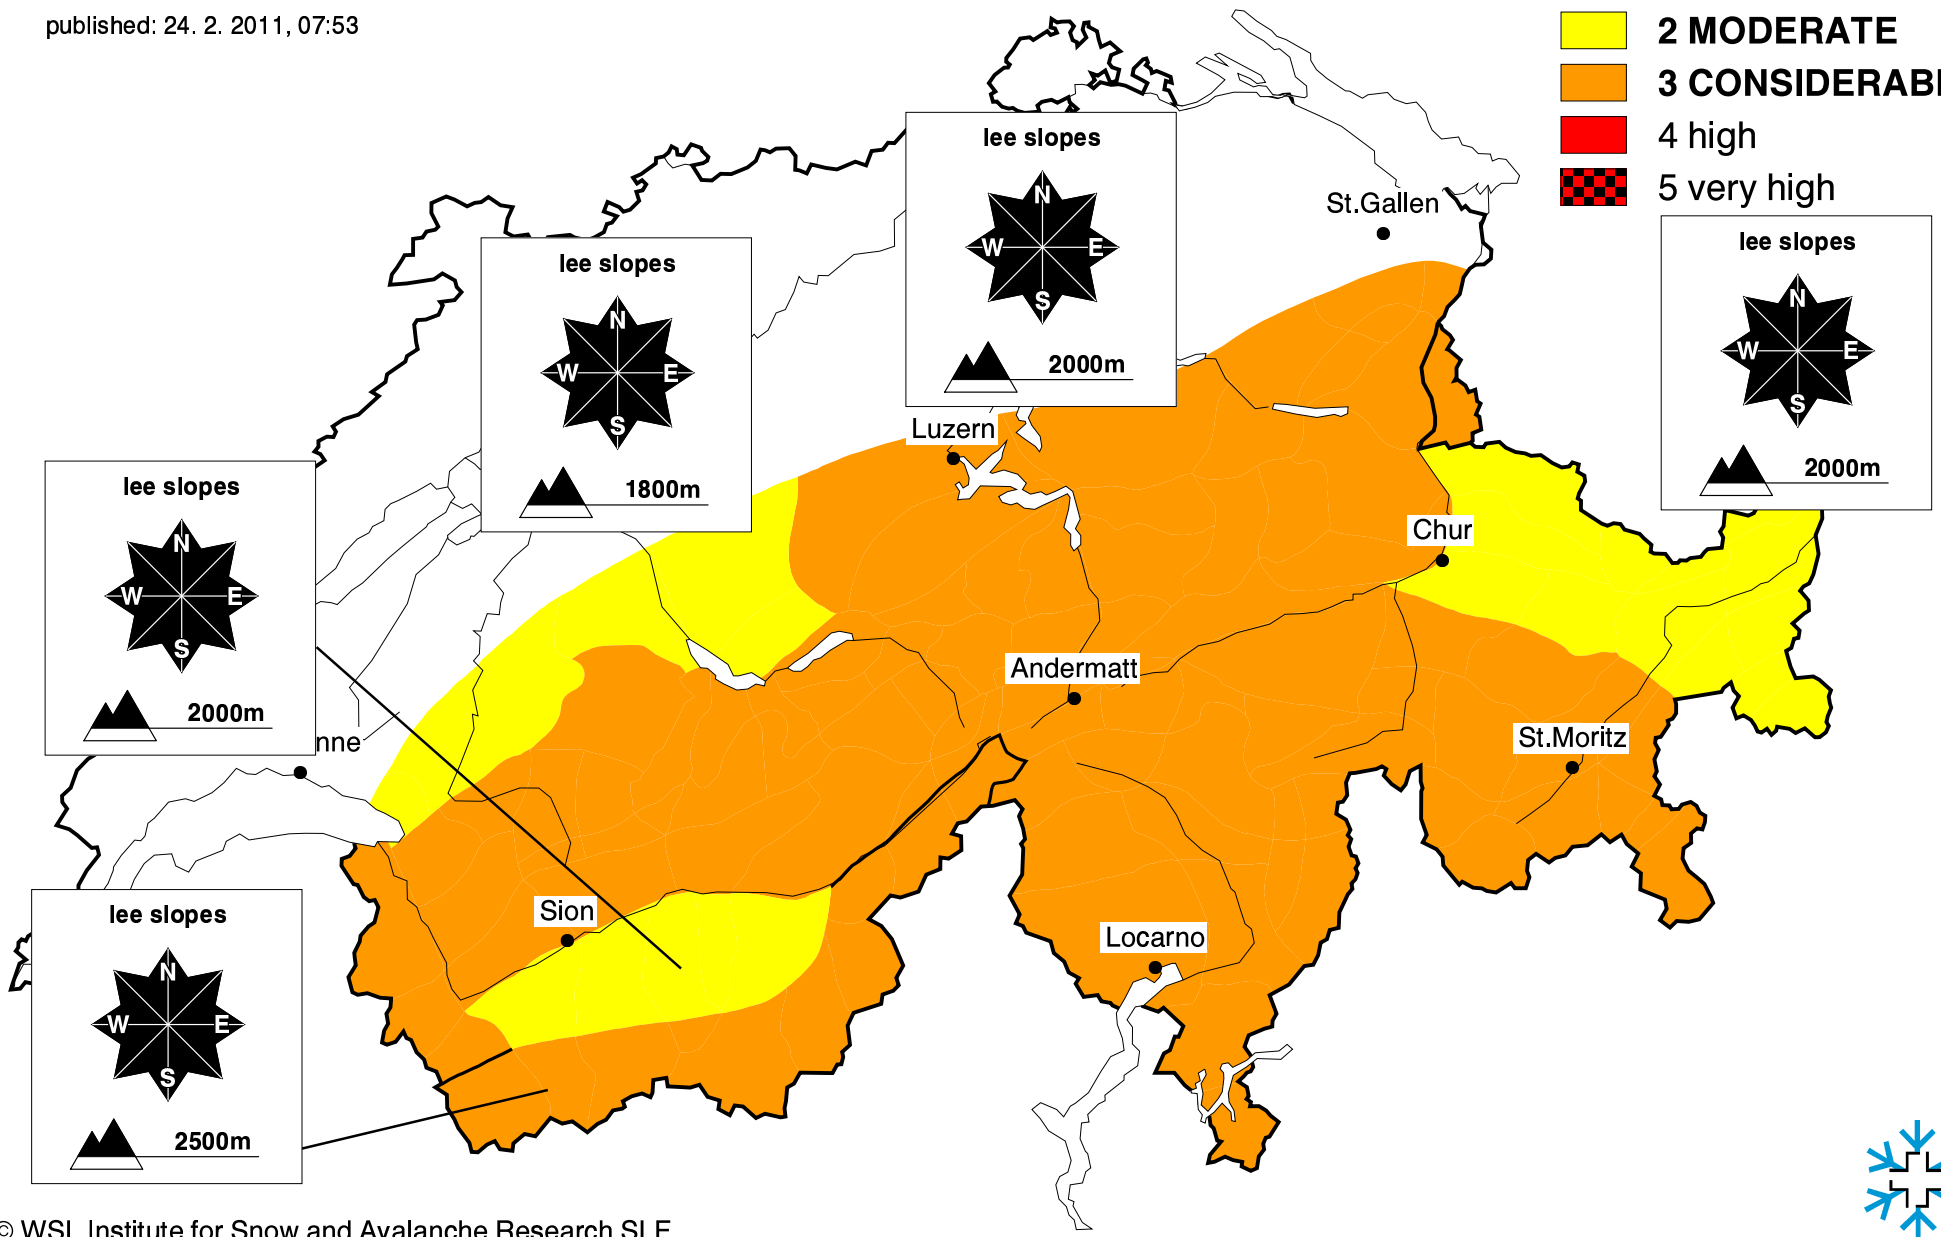 published: 24. 2. 2011, 07:53
2 MODERATE
3 CONSIDERABL
4 high
5 very high
lee slopes
N
W E
S
2000m
St.Gallen
lee slopes
N
W E
S
2000m
lee slopes
N
W E
S
1800m
Luzern
lee slopes
N
W E
S
2000m
Chur
Andermatt
St.Moritz
nne
Sion
Locarno
lee slopes
N
W E
S
2500m
© WSL Institute for Snow and Avalanche Research SLF